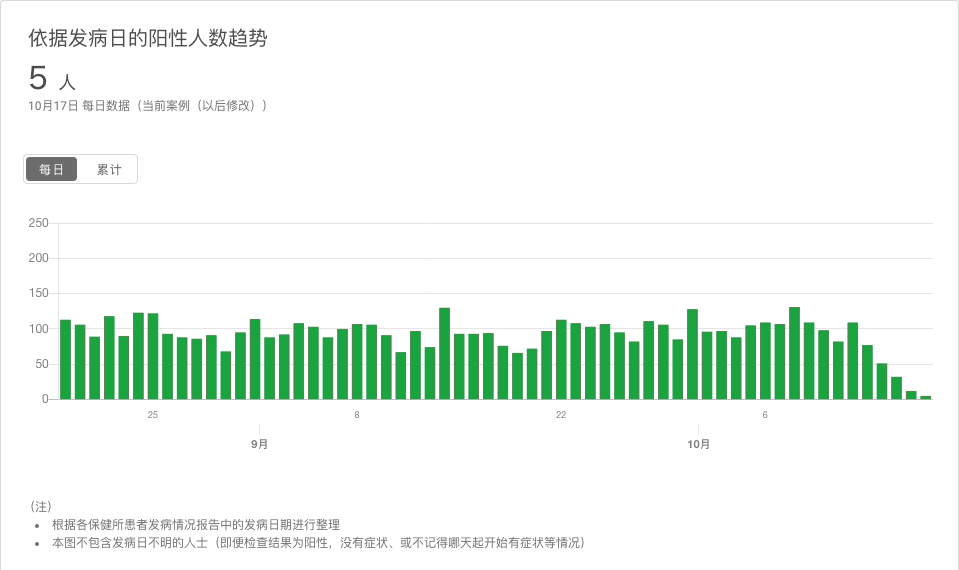 依据发病日的阳性人数趋势
5 人
10月17日 每日数据（当前案例（以后修改））
每日 累计
250
200
150
100
50
0
25 8 22 6
9月 10月
（注）
• 根据各保健所患者发病情况报告中的发病日期进行整理
• 本图不包含发病日不明的人士（即便检查结果为阳性，没有症状、或不记得哪天起开始有症状等情况）